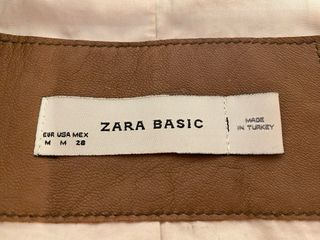 EUR USA MEX
M M 28
ZARA BASIC
MADE
IN TURKEY